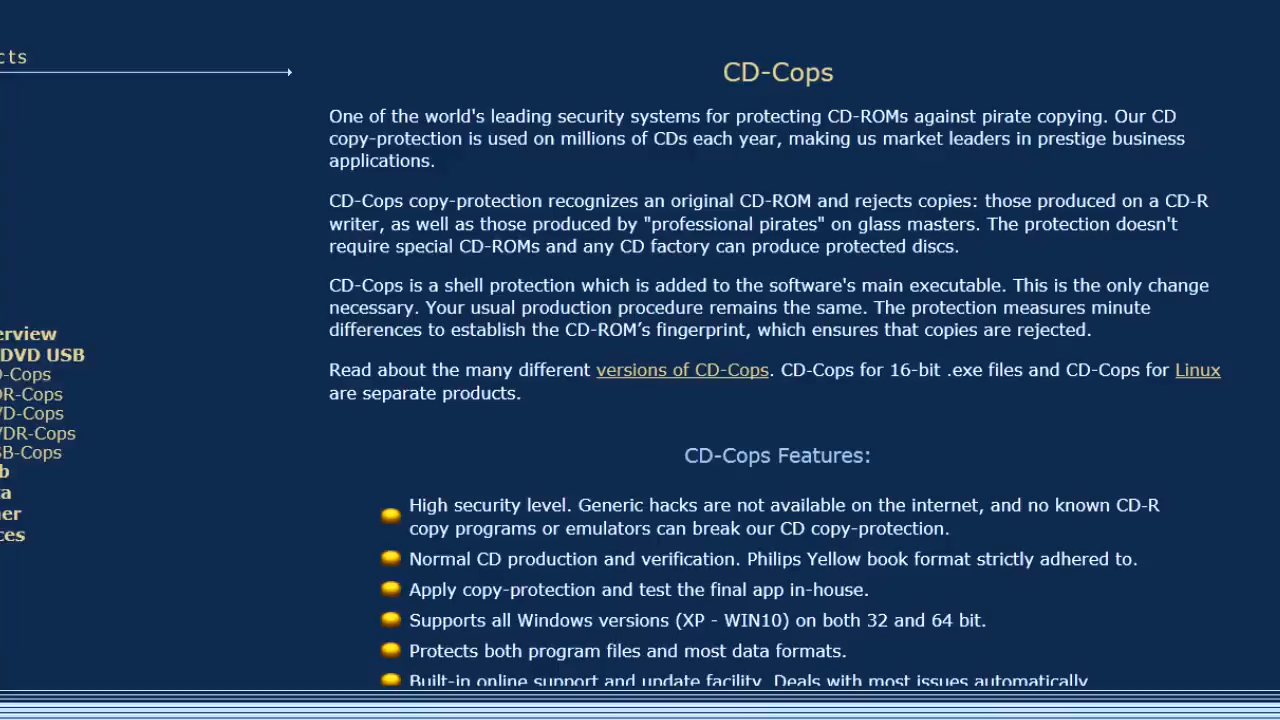 cts
CD-Cops
One of the world's leading security systems for protecting CD-ROMs against pirate copying. Our CD
copy-protection is used on millions of CDs each year, making us market leaders in prestige business
applications.
CD-Cops copy-protection recognizes an original CD-ROM and rejects copies: those produced on a CD-R
writer, as well as those produced by "professional pirates" on glass masters. The protection doesn't
require special CD-ROMs and any CD factory can produce protected discs.
CD-Cops is a shell protection which is added to the software's main executable. This is the only change
necessary. Your usual production procedure remains the same. The protection measures minute
differences to establish the CD-ROM’s fingerprint, which ensures that copies are rejected.
Read about the many different versions of CD-Cops. CD-Cops for 16-bit .exe files and CD-Cops for Linux
are separate products.
CD-Cops Features:
High security level. Generic hacks are not available on the internet, and no known CD-R
copy programs or emulators can break our CD copy-protection.
Normal CD production and verification. Philips Yellow book format strictly adhered to.
Apply copy-protection and test the final app in-house.
Supports all Windows versions (XP - WIN10) on both 32 and 64 bit.
Protects both program files and most data formats.
Built-in online support and update facility. Deals with most issues automatically
erview
DVD USB
D-Cops
DR-Cops
VD-Cops
VDR-Cops
SB-Cops
b
ta
ner
ces